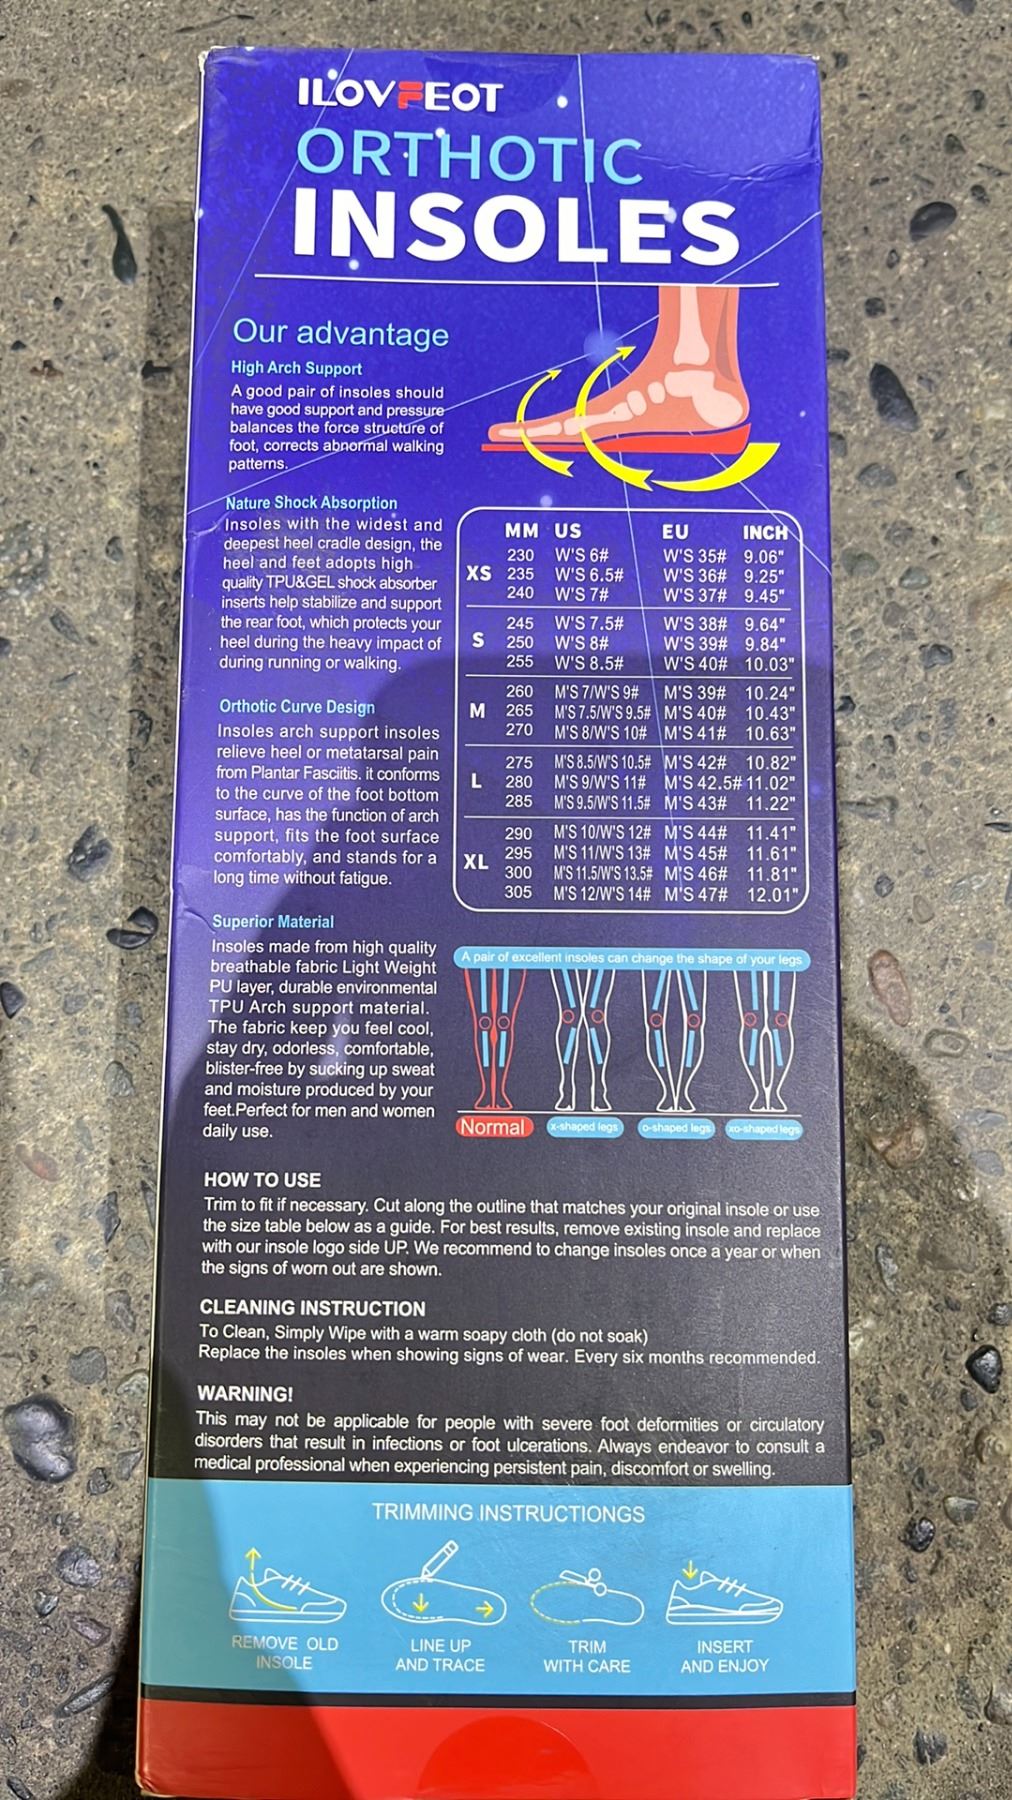 ILOVFEOT
ORTHOTIC
INSOLES
Our advantage
High Arch Support
A good pair of insoles should
have good support and pressure
balances the force structure of
foot, corrects abnormal walking
patterns.
Nature Shock Absorption
Insoles with the widest and
deepest heel cradle design, the
heel and feet adopts high
quality TPU&GEL shock absorber
inserts help stabilize and support
the rear foot, which protects your
heel during the heavy impact of
during running or walking.
Orthotic Curve Design
Insoles arch support insoles
relieve heel or metatarsal pain
from Plantar Fasciitis. it conforms
to the curve of the foot bottom
surface, has the function of arch
support, fits the foot surface
comfortably, and stands for a
long time without fatigue.
Superior Material
Insoles made from high quality
breathable fabric Light Weight
PU layer, durable environmental
TPU Arch support material.
The fabric keep you feel cool,
stay dry, odorless, comfortable,
blister-free by sucking up sweat
and moisture produced by your
feet.Perfect for men and women
daily use.
MM US EU INCH
230 W'S 6# W'S 35# 9.06"
XS 235 W'S 6.5# W'S 36# 9.25"
240 W'S 7# W'S 37# 9.45"
245 W'S 7.5# W'S 38# 9.64"
S 250 W'S 8# W'S 39# 9.84"
255 W'S 8.5# W'S 40# 10.03"
260 M'S 7/W'S 9# M'S 39# 10.24"
M 265 M'S 7.5/W'S 9.5# M'S 40# 10.43"
270 M'S 8/W'S 10# M'S 41# 10.63"
275 M'S 8.5/W'S 10.5# M'S 42# 10.82"
L 280 M'S 9/W'S 11# M'S 42.5# 11.02"
285 M'S 9.5/W'S 11.5# M'S 43# 11.22"
290 M'S 10/W'S 12# M'S 44# 11.41"
XL 295 M'S 11/W'S 13# M'S 45# 11.61"
300 M'S 11.5/W'S 13.5# M'S 46# 11.81"
305 M'S 12/W'S 14# M'S 47# 12.01"
A pair of excellent insoles can change the shape of your legs
Normal x-shaped legs o-shaped legs xo-shaped legs
HOW TO USE
Trim to fit if necessary. Cut along the outline that matches your original insole or use
the size table below as a guide. For best results, remove existing insole and replace
with our insole logo side UP. We recommend to change insoles once a year or when
the signs of worn out are shown.
CLEANING INSTRUCTION
To Clean, Simply Wipe with a warm soapy cloth (do not soak)
Replace the insoles when showing signs of wear. Every six months recommended.
WARNING!
This may not be applicable for people with severe foot deformities or circulatory
disorders that result in infections or foot ulcerations. Always endeavor to consult a
medical professional when experiencing persistent pain, discomfort or swelling.
TRIMMING INSTRUCTIONGS
REMOVE OLD
INSOLE
LINE UP
AND TRACE
TRIM
WITH CARE
INSERT
AND ENJOY